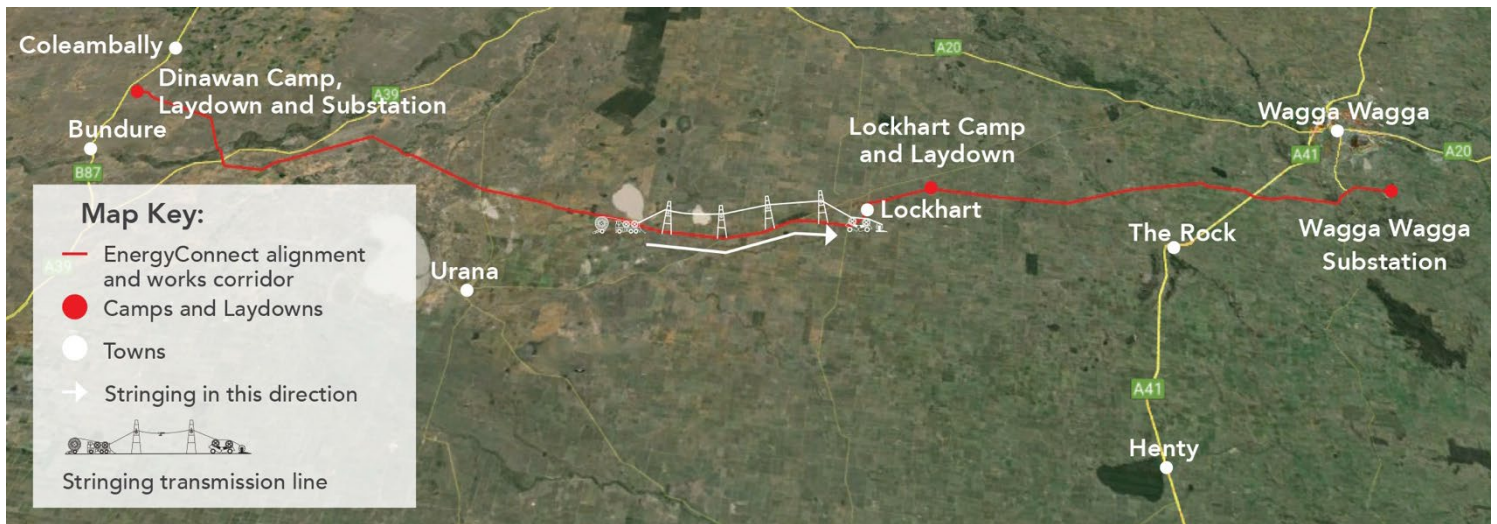 Coleambally
Dinawan Camp,
Laydown and Substation
A39
Bundure
B87
A20
Wagga Wagga
A41
A20
Lockhart Camp
and Laydown
Lockhart
The Rock
Wagga Wagga
Substation
Urana
A39
A41
Henty
Map Key:
EnergyConnect alignment
and works corridor
Camps and Laydowns
Towns
Stringing in this direction
Stringing transmission line